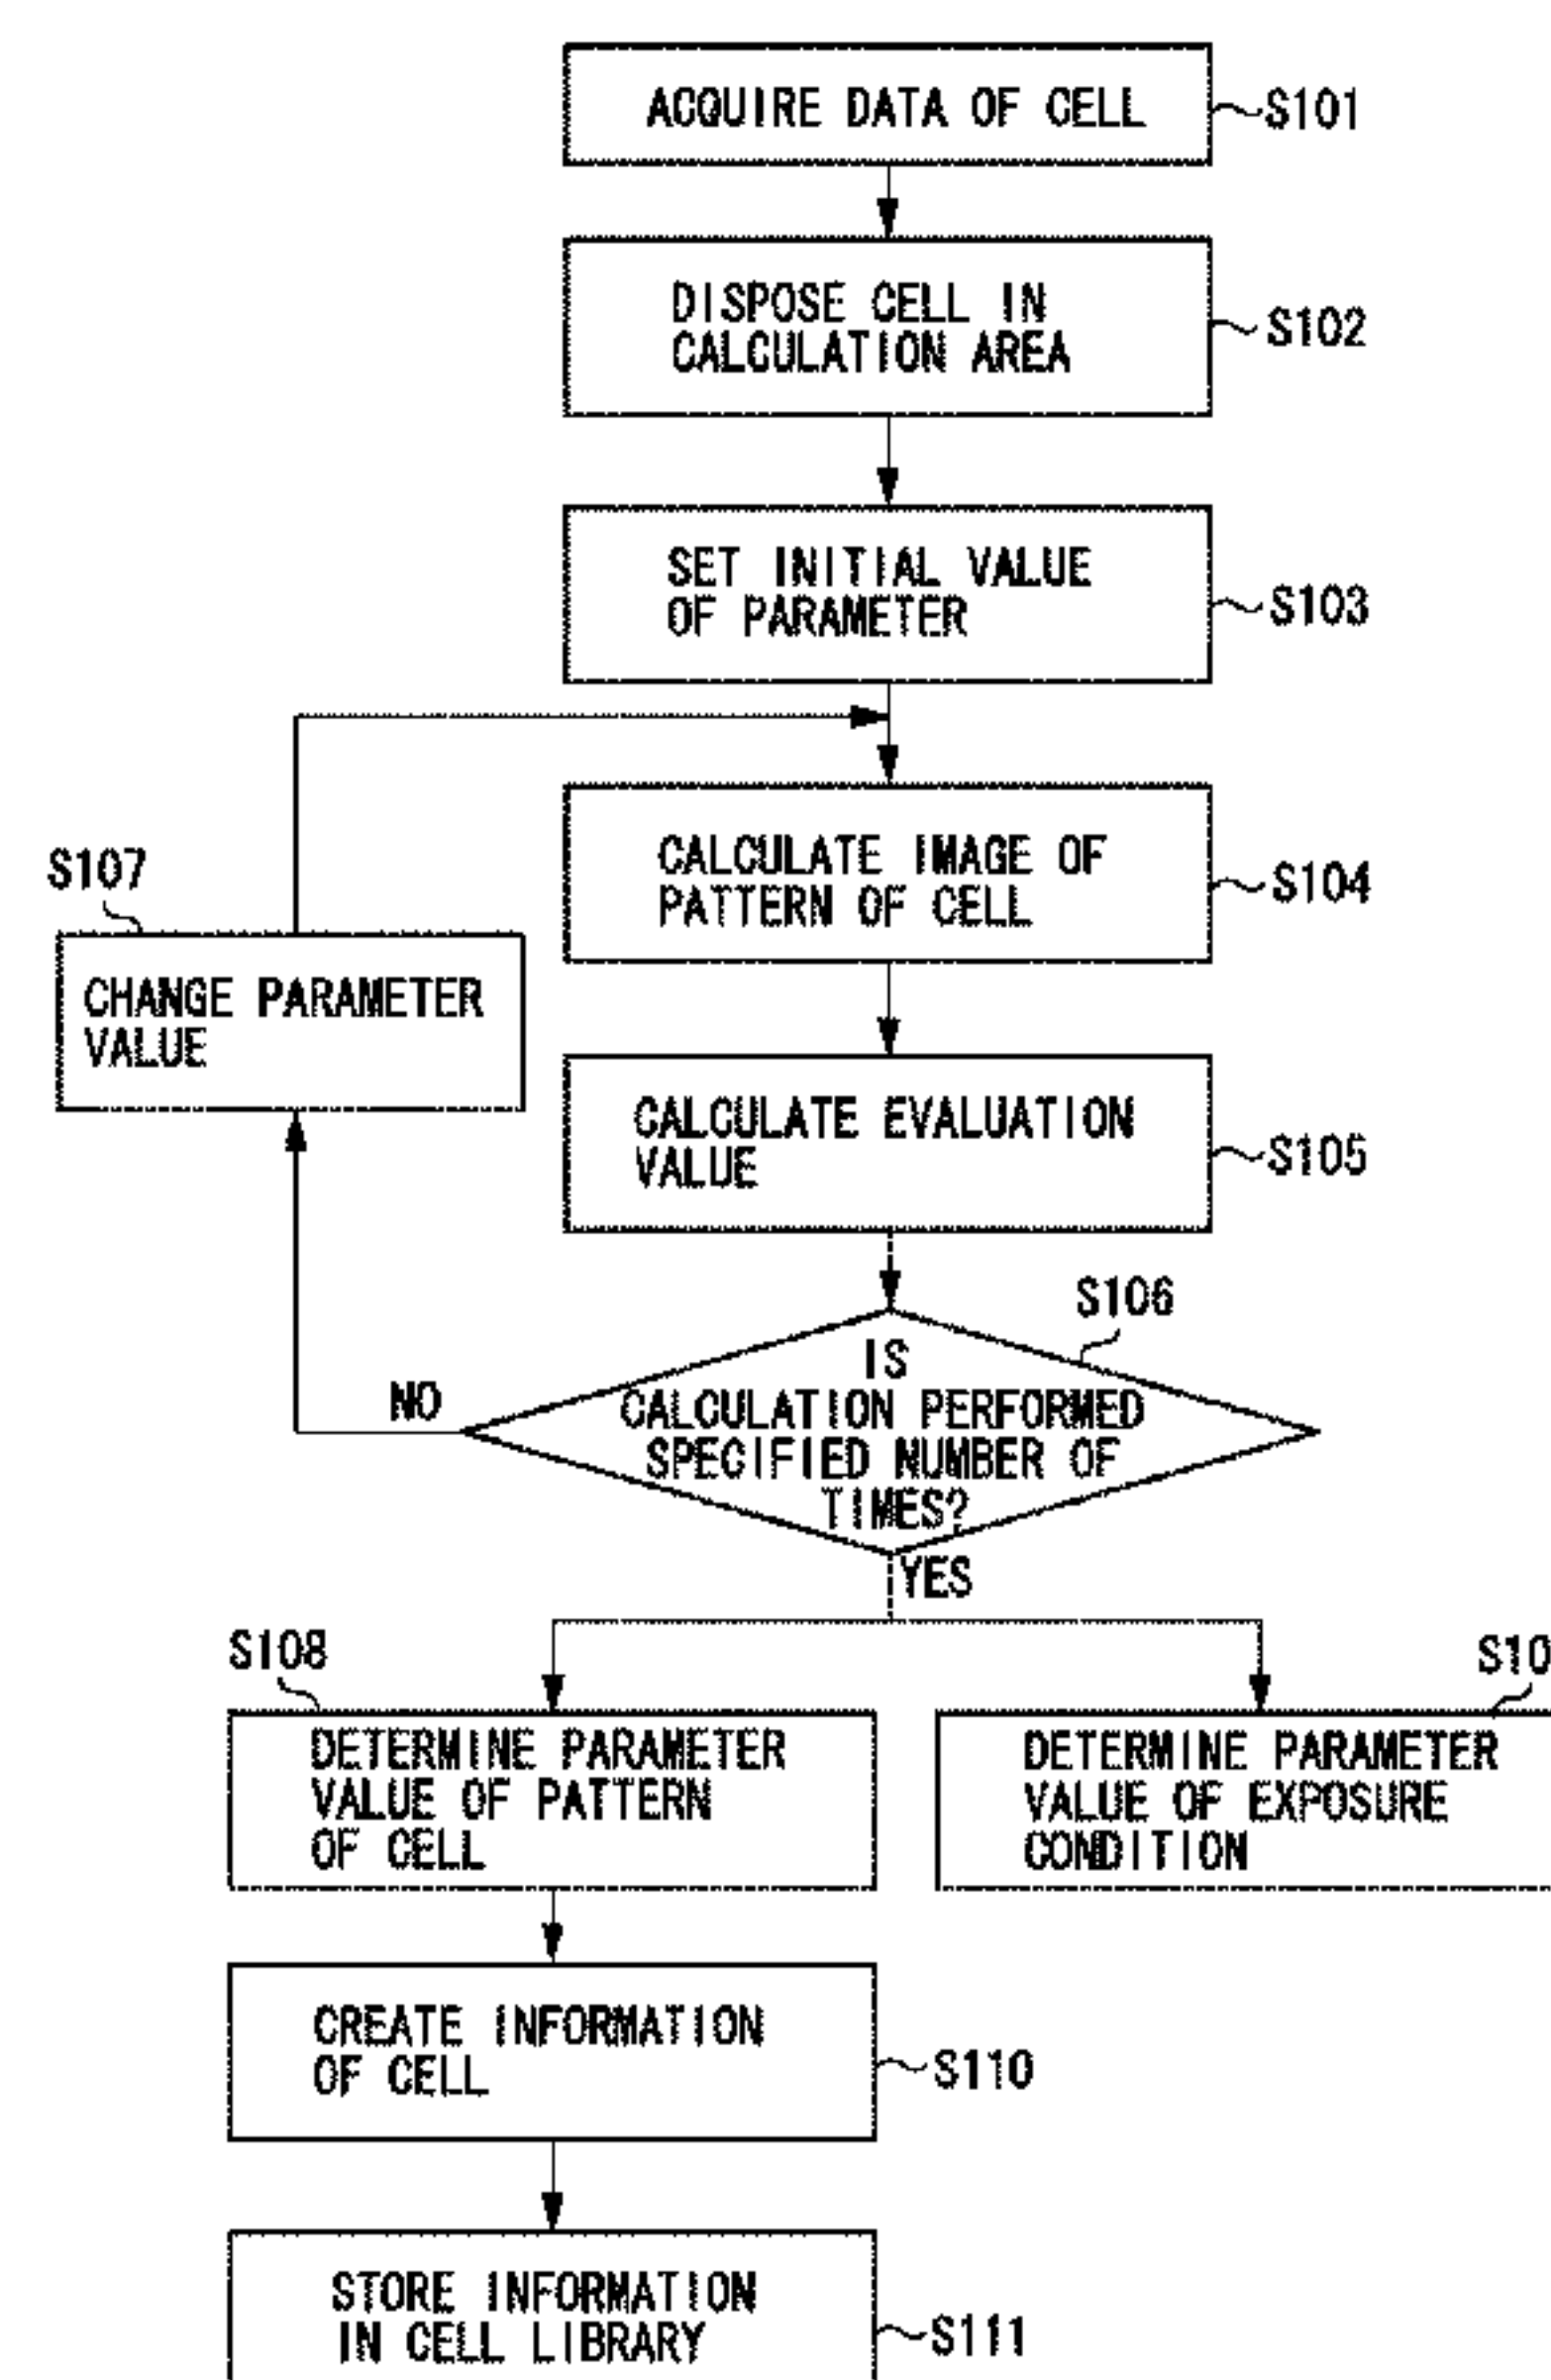 ACQUIRE DATA OF CELL
S101
DISPOSE CELL IN
CALCULATION AREA
S102
SET INITIAL VALUE
OF PARAMETER
S103
CALCULATE IMAGE OF
PATTERN OF CELL
S104
S107
CHANGE PARAMETER
VALUE
CALCULATE EVALUATION
VALUE
S105
S106
IS
CALCULATION PERFORMED
SPECIFIED NUMBER OF
TIMES?
NO
YES
S108
DETERMINE PARAMETER
VALUE OF PATTERN
OF CELL
S10
DETERMINE PARAMETER
VALUE OF EXPOSURE
CONDITION
CREATE INFORMATION
OF CELL
S110
STORE INFORMATION
IN CELL LIBRARY
S111